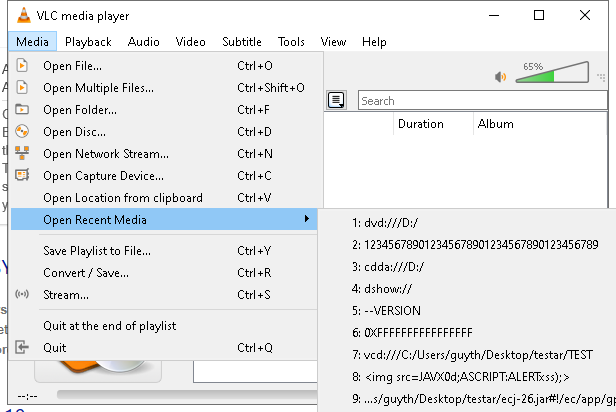 VLC media player
Media Playback Audio Video Subtitle Tools View Help
Open File... Ctrl+O
Open Multiple Files... Ctrl+Shift+O
Open Folder... Ctrl+F
Open Disc... Ctrl+D
Open Network Stream... Ctrl+N
Open Capture Device... Ctrl+C
Open Location from clipboard Ctrl+V
Open Recent Media
Save Playlist to File... Ctrl+Y
Convert / Save... Ctrl+R
Stream... Ctrl+S
Quit at the end of playlist
Quit Ctrl+Q
65%
Search
Duration Album
1: dvd:///D:/
2: 123456789012345678901234567890123456789
3: cdda:///D:/
4: dshow://
5: --VERSION
6: 0XFFFFFFFFFFFFFFFF
7: vcd:///C:/Users/guyth/Desktop/testar/TEST
8: <img src=JAVX0d;ASCRIPT:ALERTxss);>
9: ...s/guyth/Desktop/testar/ecj-26.jar#!/ec/app/gp
--:--